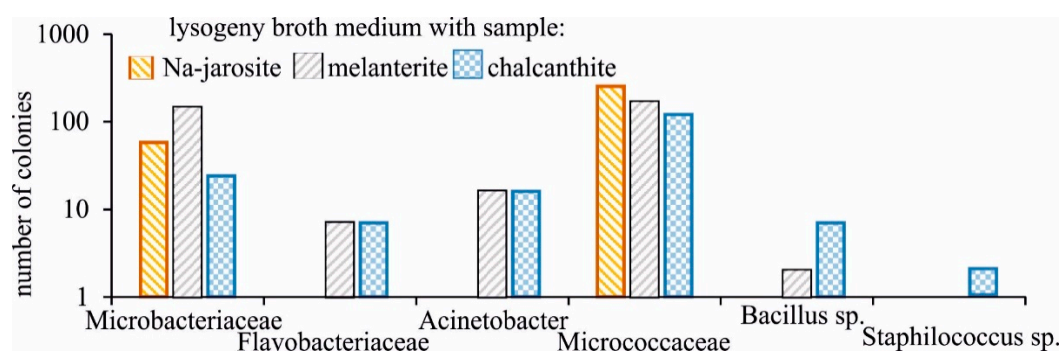 lysogeny broth medium with sample:
Na-jarosite melanterite chalcanthite
number of colonies
1000
100
10
1
Microbacteriaceae
Flavobacteriaceae
Acinetobacter
Micrococcaceae
Bacillus sp.
Staphilococcus sp.